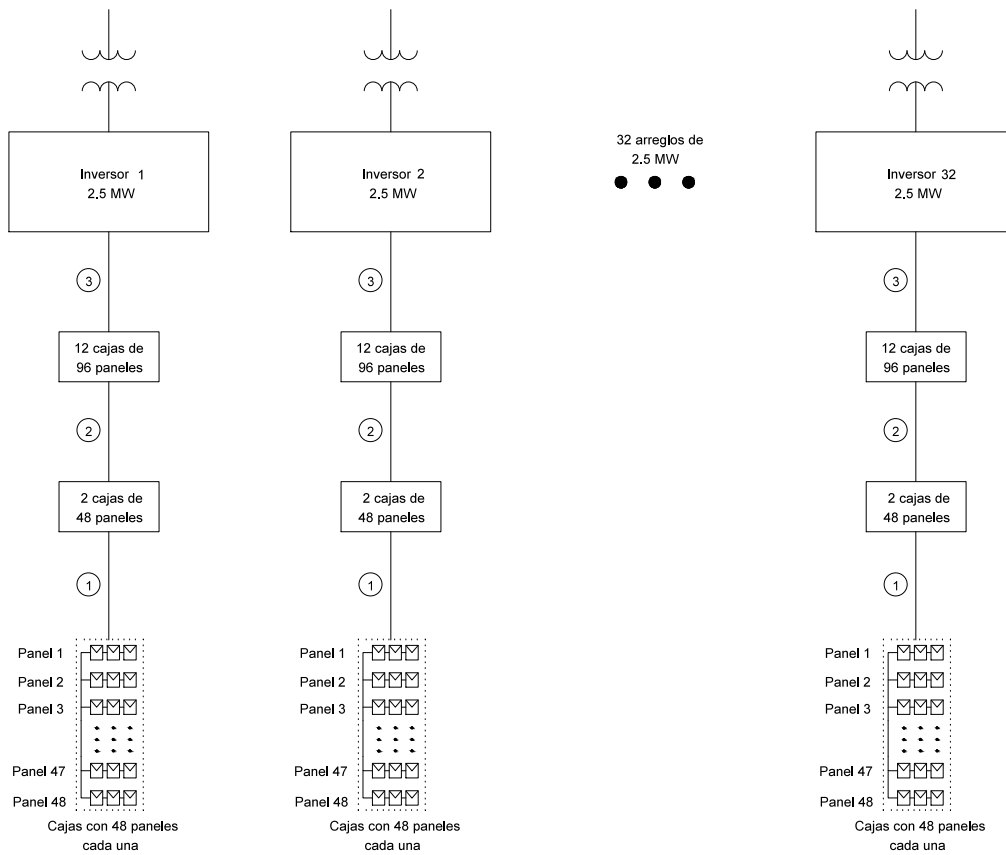 Inversor 1
2.5 MW
Inversor 2
2.5 MW
32 arreglos de
2.5 MW
Inversor 32
2.5 MW
3
3
3
12 cajas de
96 paneles
12 cajas de
96 paneles
12 cajas de
96 paneles
2
2
2
2 cajas de
48 paneles
2 cajas de
48 paneles
2 cajas de
48 paneles
1
1
1
Panel 1
Panel 2
Panel 3
Panel 47
Panel 48
Cajas con 48 paneles
cada una
Panel 1
Panel 2
Panel 3
Panel 47
Panel 48
Cajas con 48 paneles
cada una
Panel 1
Panel 2
Panel 3
Panel 47
Panel 48
Cajas con 48 paneles
cada una